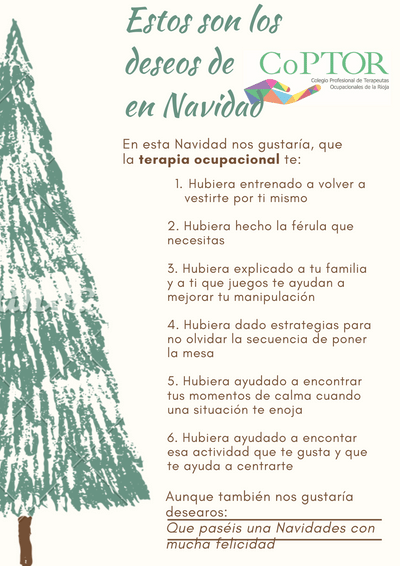 Estos son los
deseos de
CoPTOR
Colegio Profesional de Terapeutas
Ocupacionales de la Rioja
en Navidad
En esta Navidad nos gustaría, que
la terapia ocupacional te:
1. Hubiera entrenado a volver a
vestirte por ti mismo
2. Hubiera hecho la férula que
necesitas
3. Hubiera explicado a tu familia
y a ti que juegos te ayudan a
mejorar tu manipulación
4. Hubiera dado estrategias para
no olvidar la secuencia de poner
la mesa
5. Hubiera ayudado a encontrar
tus momentos de calma cuando
una situación te enoja
6. Hubiera ayudado a encontar
esa actividad que te gusta y que
te ayuda a centrarte
Aunque también nos gustaría
desearos:
Que paséis una Navidades con
mucha felicidad